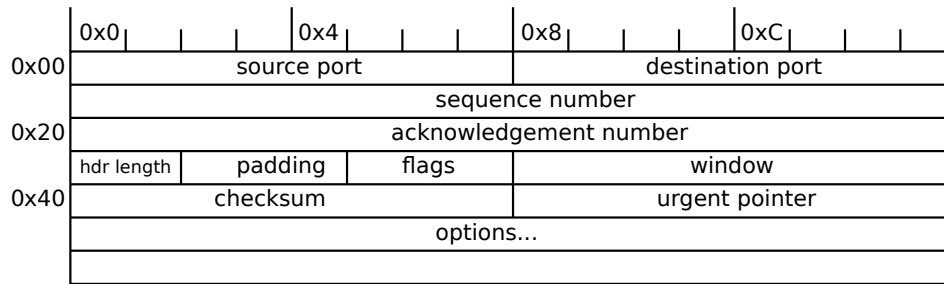 0x0 0x4 0x8 0xC
0x00 source port destination port
sequence number
0x20 acknowledgement number
hdr length padding flags window
0x40 checksum urgent pointer
options...